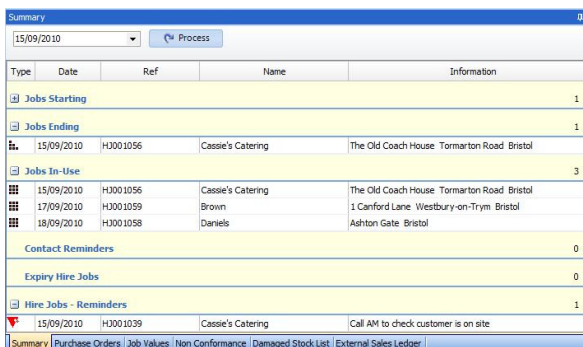 Summary
15/09/2010 Process
Type Date Ref Name Information
Jobs Starting 1
Jobs Ending 1
15/09/2010 HJ001056 Cassie's Catering The Old Coach House Tormarton Road Bristol
Jobs In-Use 3
15/09/2010 HJ001056 Cassie's Catering The Old Coach House Tormarton Road Bristol
17/09/2010 HJ001059 Brown 1 Canford Lane Westbury-on-Trym Bristol
18/09/2010 HJ001058 Daniels Ashton Gate Bristol
Contact Reminders 0
Expiry Hire Jobs 0
Hire Jobs - Reminders 1
15/09/2010 HJ001039 Cassie's Catering Call AM to check customer is on site
Summary Purchase Orders Job Values Non Conformance Damaged Stock List External Sales Ledger